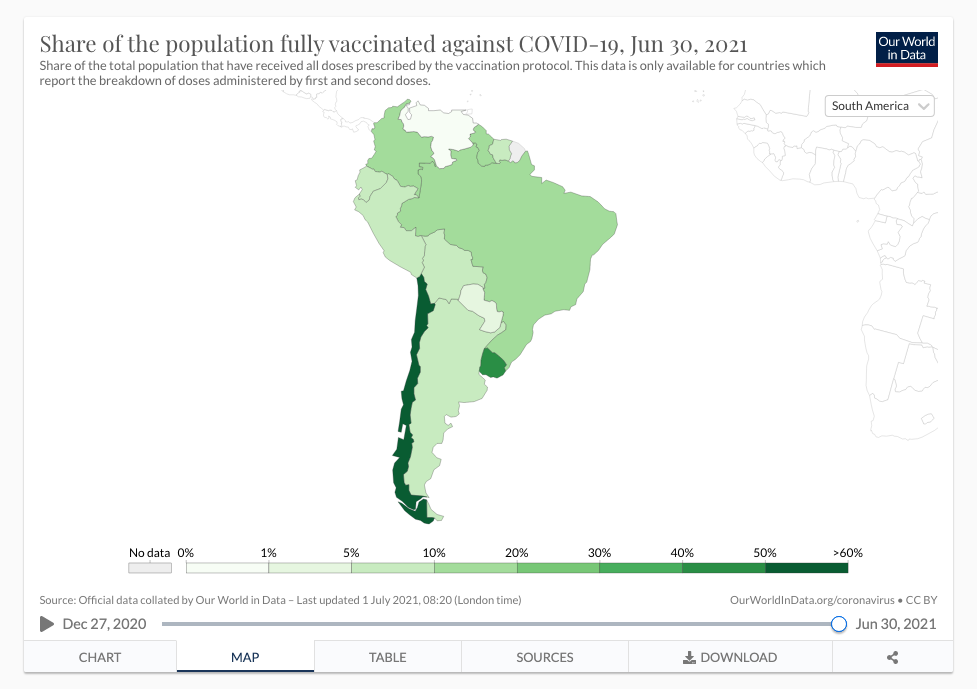 Share of the population fully vaccinated against COVID-19, Jun 30, 2021
Our World
in Data
Share of the total population that have received all doses prescribed by the vaccination protocol. This data is only available for countries which
report the breakdown of doses administered by first and second doses.
South America
No data 0% 1% 5% 10% 20% 30% 40% 50% >60%
Source: Official data collated by Our World in Data – Last updated 1 July 2021, 08:20 (London time)
OurWorldInData.org/coronavirus • CC BY
Dec 27, 2020
Jun 30, 2021
CHART MAP TABLE SOURCES DOWNLOAD